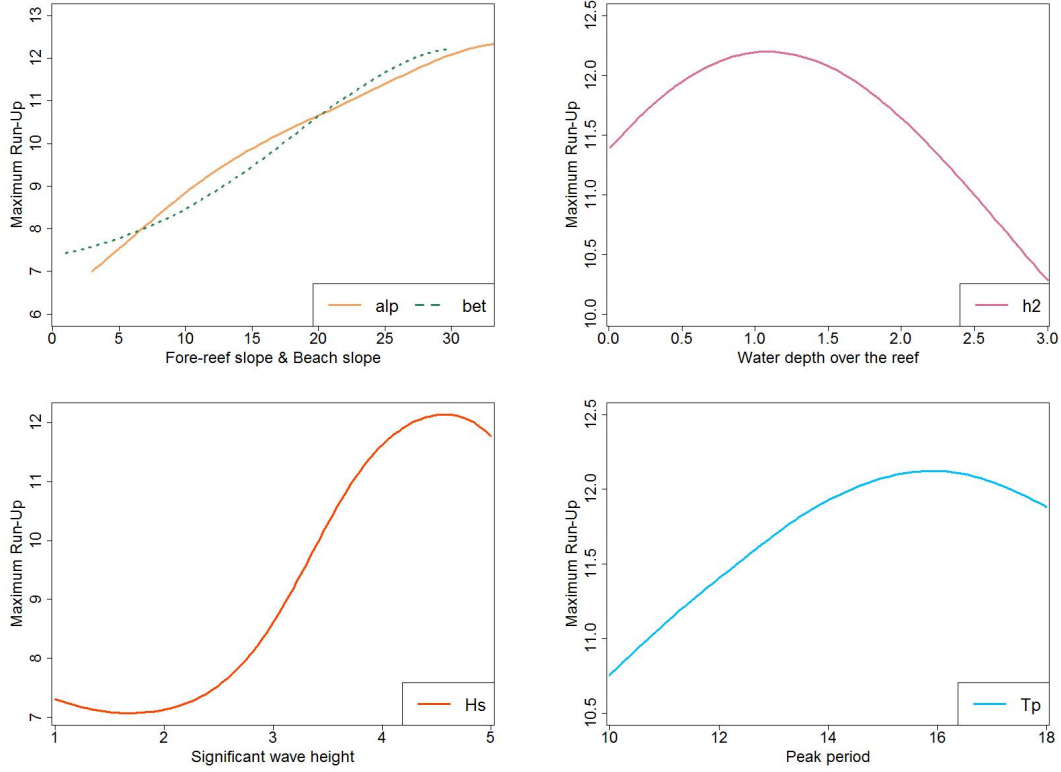 Maximum Run-Up
13
12
11
10
9
8
7
6
0 5 10 15 20 25 30
Fore-reef slope & Beach slope
alp bet
Maximum Run-Up
12.5
12.0
11.5
11.0
10.5
10.0
0.0 0.5 1.0 1.5 2.0 2.5 3.0
Water depth over the reef
h2
Maximum Run-Up
12
11
10
9
8
7
1 2 3 4 5
Significant wave height
Hs
Maximum Run-Up
12.5
12.0
11.5
11.0
10.5
10 12 14 16 18
Peak period
Tp